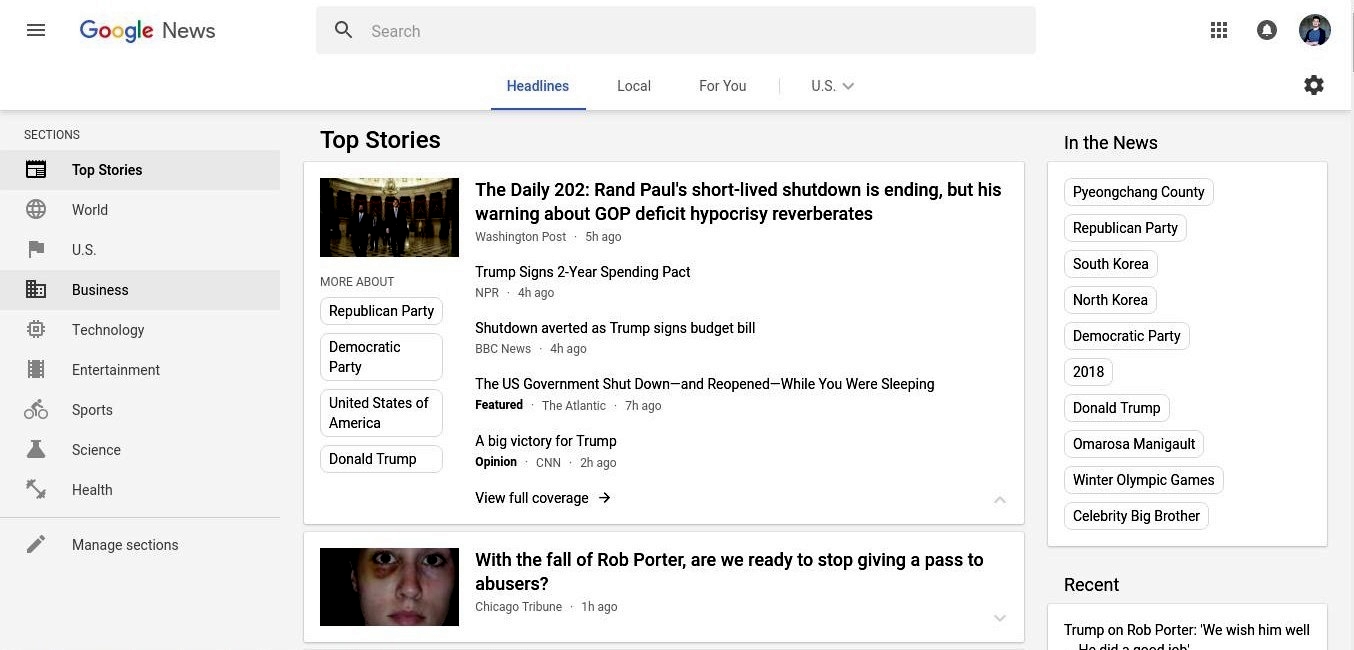 Google News
Search
Headlines
Local
For You
U.S.
SECTIONS
Top Stories
World
U.S.
Business
Technology
Entertainment
Sports
Science
Health
Manage sections
Top Stories
The Daily 202: Rand Paul's short-lived shutdown is ending, but his
warning about GOP deficit hypocrisy reverberates
Washington Post · 5h ago
MORE ABOUT
Republican Party
Democratic
Party
United States of
America
Donald Trump
Trump Signs 2-Year Spending Pact
NPR · 4h ago
Shutdown averted as Trump signs budget bill
BBC News · 4h ago
The US Government Shut Down—and Reopened—While You Were Sleeping
Featured · The Atlantic · 7h ago
A big victory for Trump
Opinion · CNN · 2h ago
View full coverage →
With the fall of Rob Porter, are we ready to stop giving a pass to
abusers?
Chicago Tribune · 1h ago
In the News
Pyeongchang County
Republican Party
South Korea
North Korea
Democratic Party
2018
Donald Trump
Omarosa Manigault
Winter Olympic Games
Celebrity Big Brother
Recent
Trump on Rob Porter: 'We wish him well
... He did a good job'